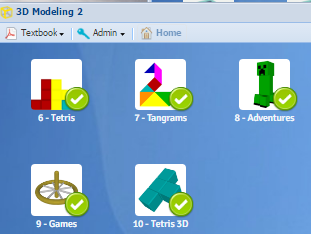 3D Modeling 2
Textbook Admin Home
6 - Tetris 7 - Tangrams 8 - Adventures
9 - Games 10 - Tetris 3D